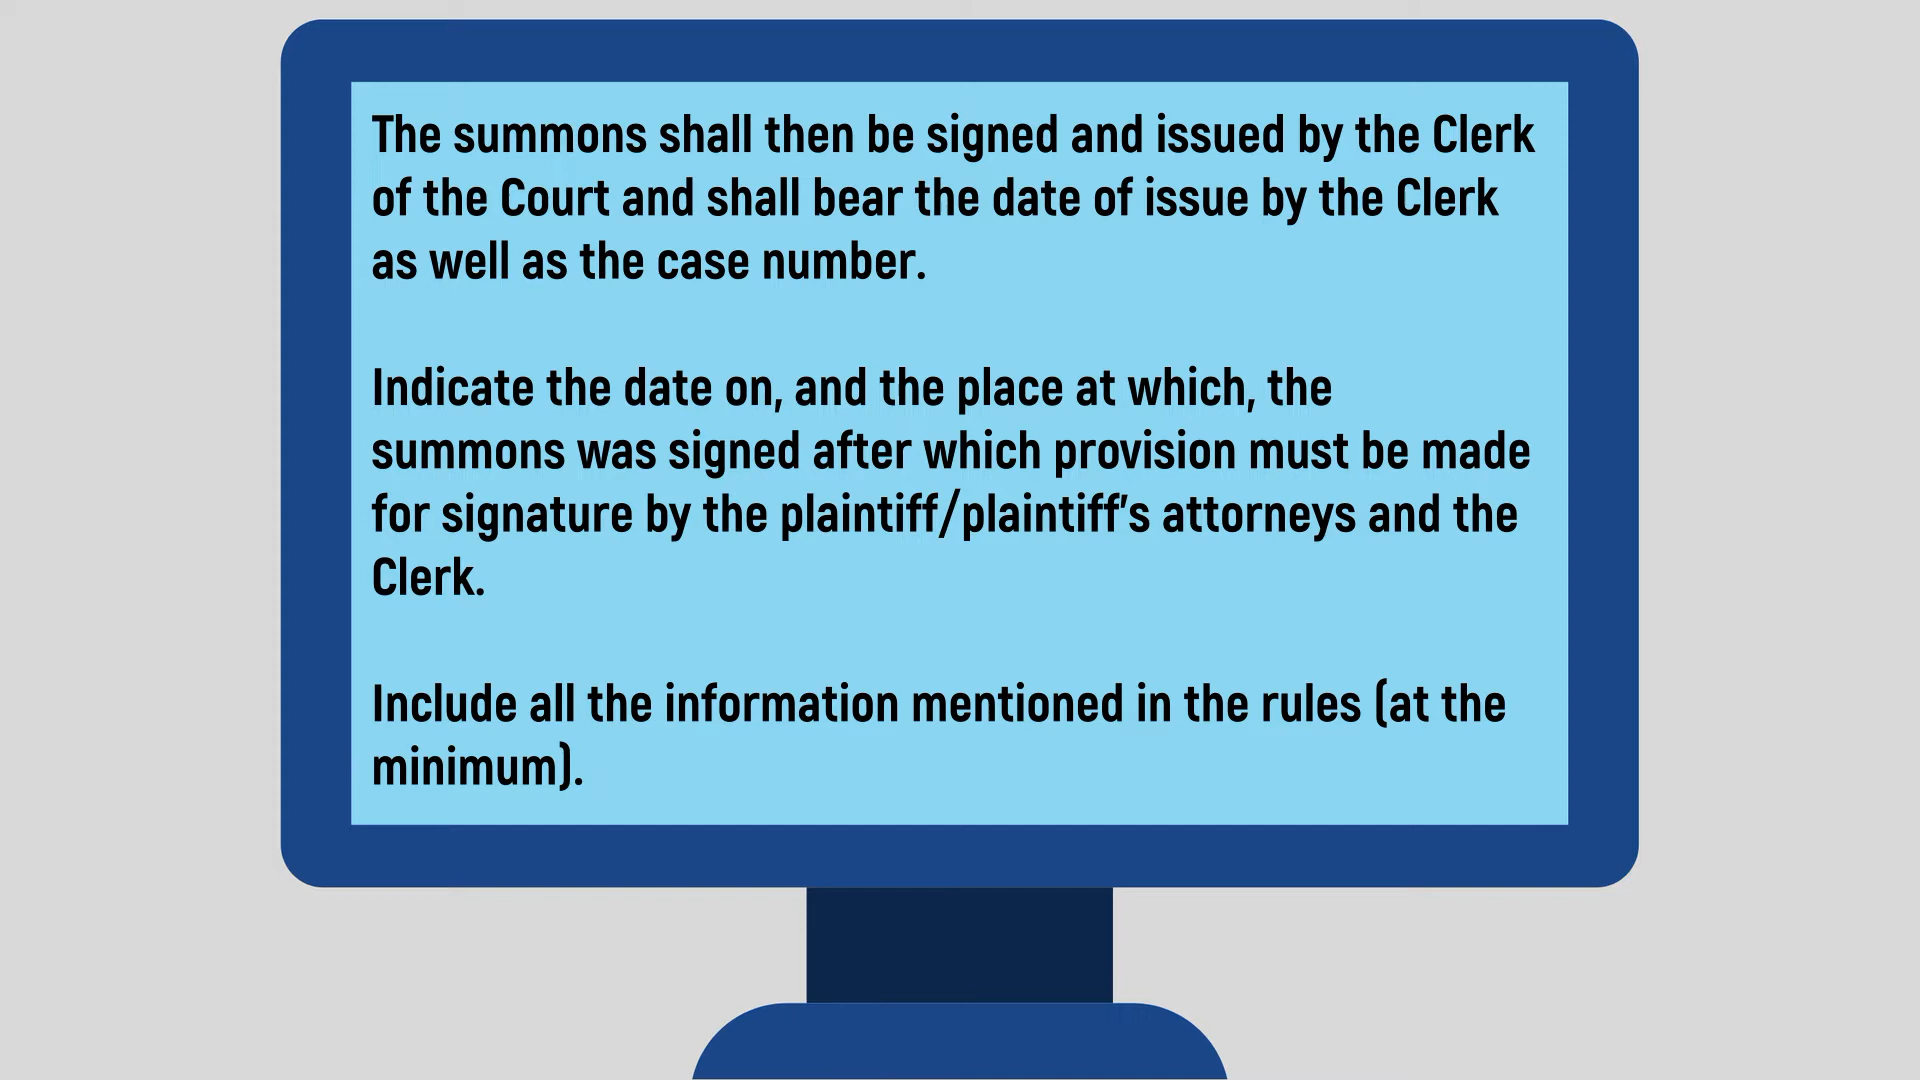 The summons shall then be signed and issued by the Clerk
of the Court and shall bear the date of issue by the Clerk
as well as the case number.
Indicate the date on, and the place at which, the
summons was signed after which provision must be made
for signature by the plaintiff/plaintiff's attorneys and the
Clerk.
Include all the information mentioned in the rules (at the
minimum).